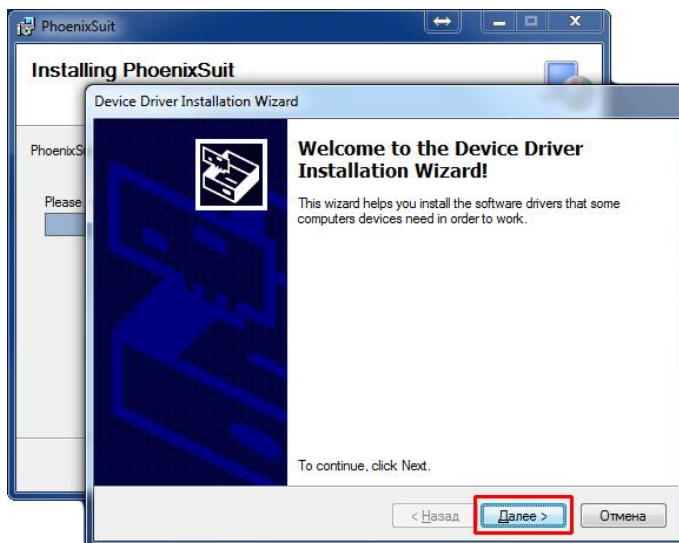 PhoenixSuit
Installing PhoenixSuit
Device Driver Installation Wizard
Please
Welcome to the Device Driver
Installation Wizard!
This wizard helps you install the software drivers that some
computers devices need in order to work.
To continue, click Next.
< Назад
Далее >
Отмена